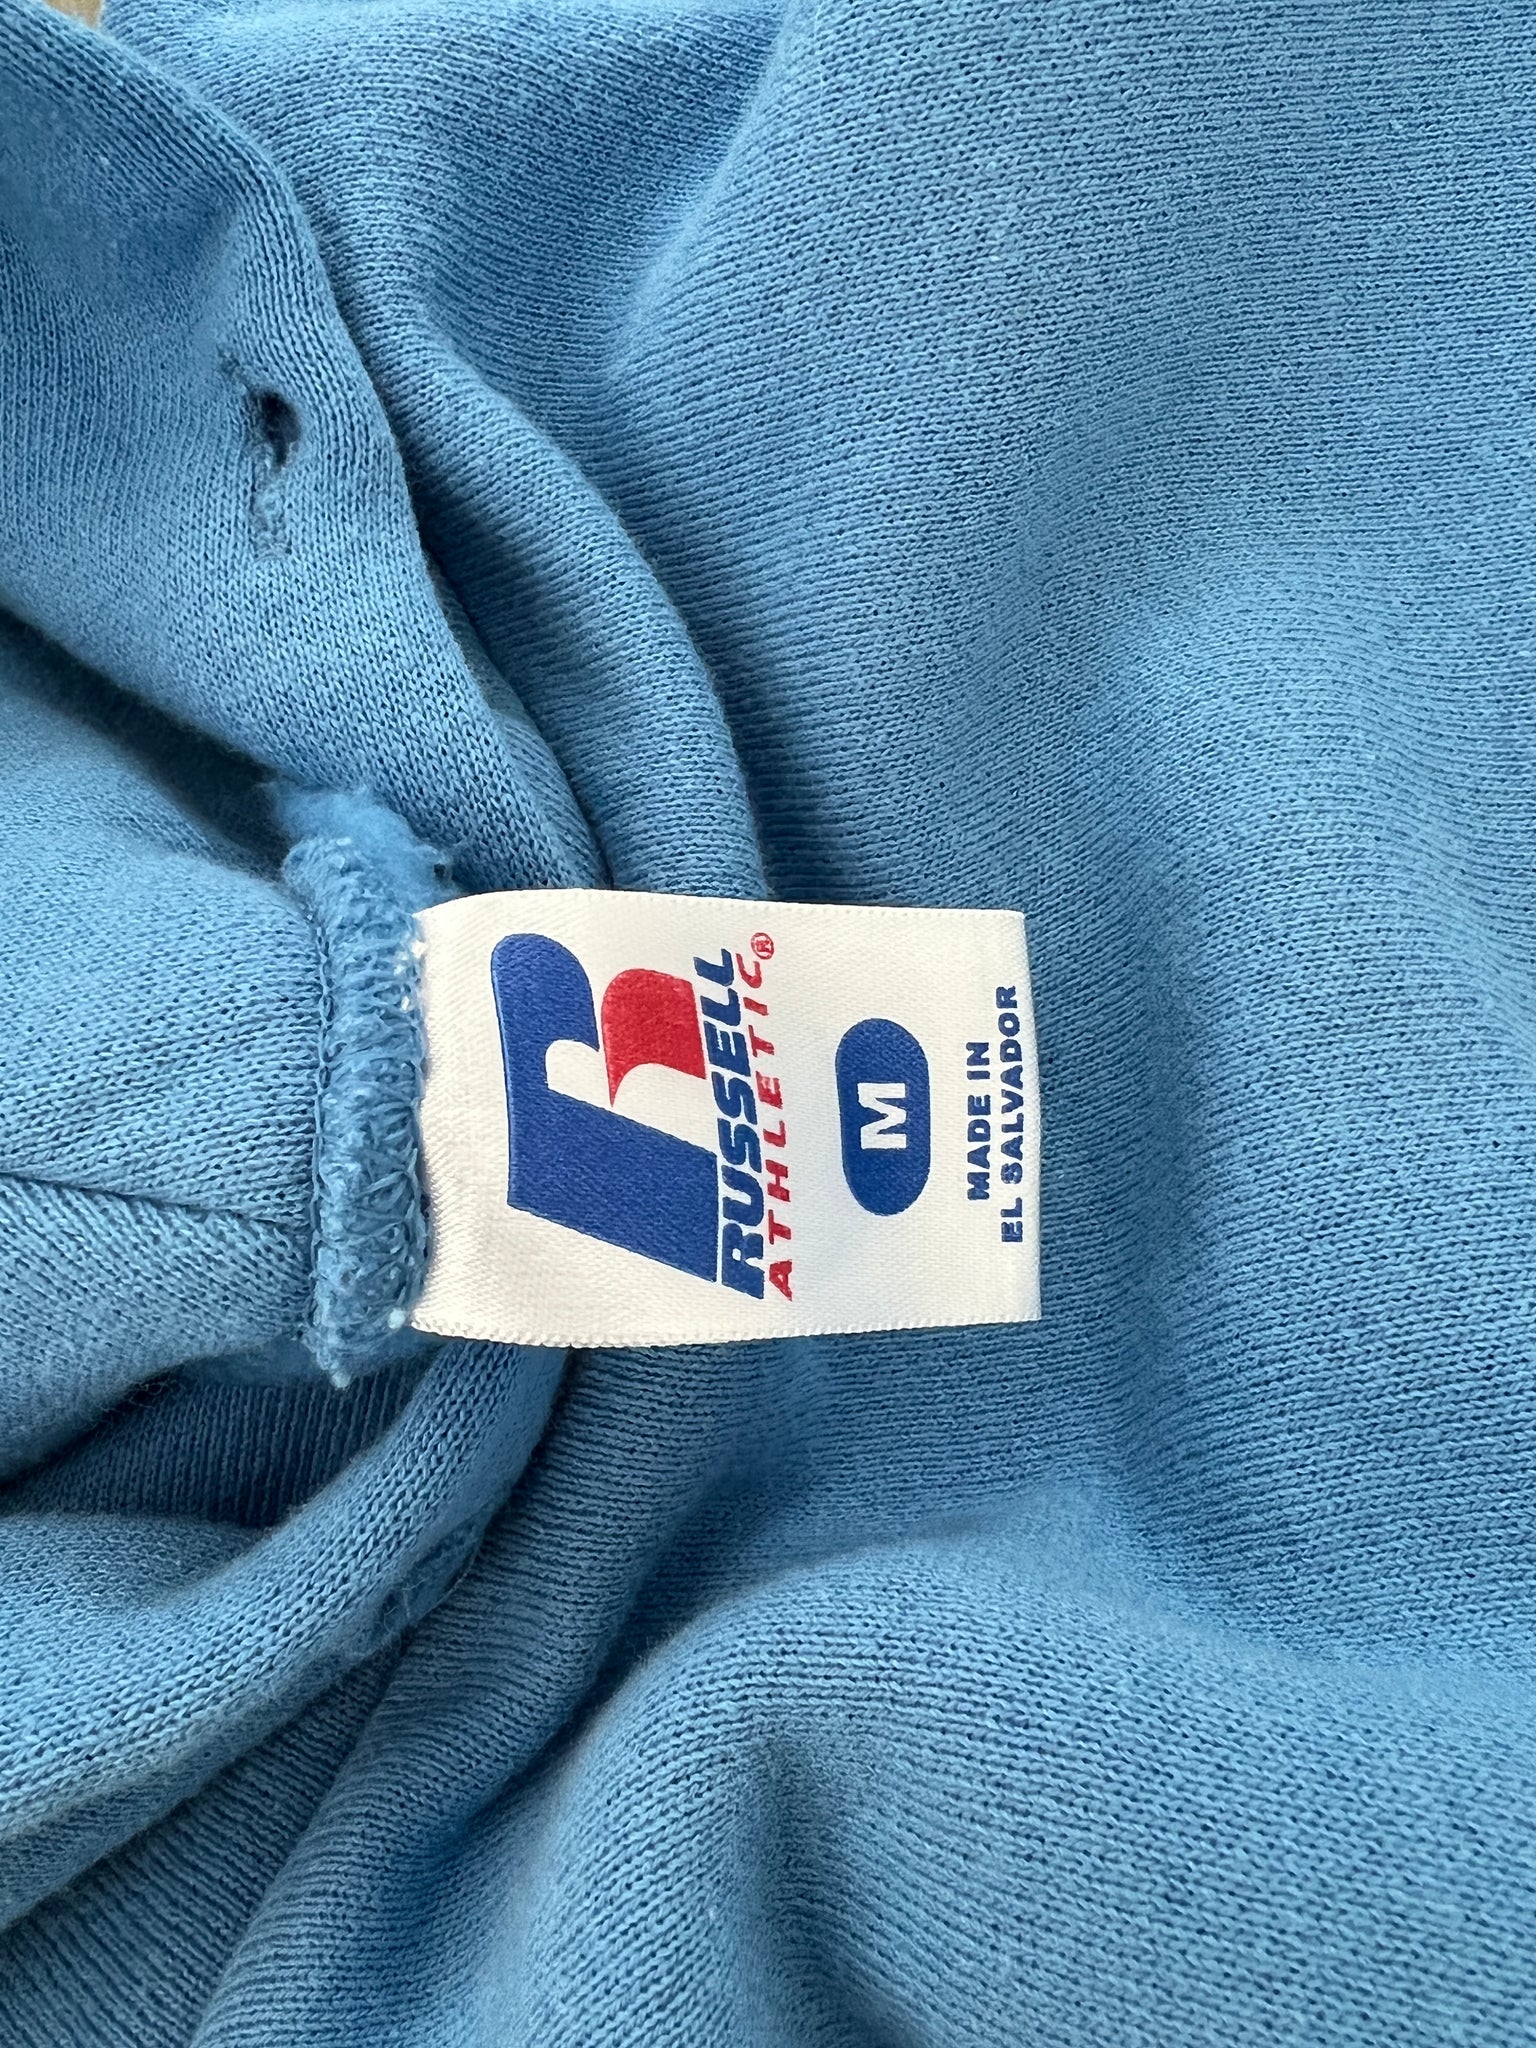 RUSSELL
ATHLETIC®
M
MADE IN
EL SALVADOR